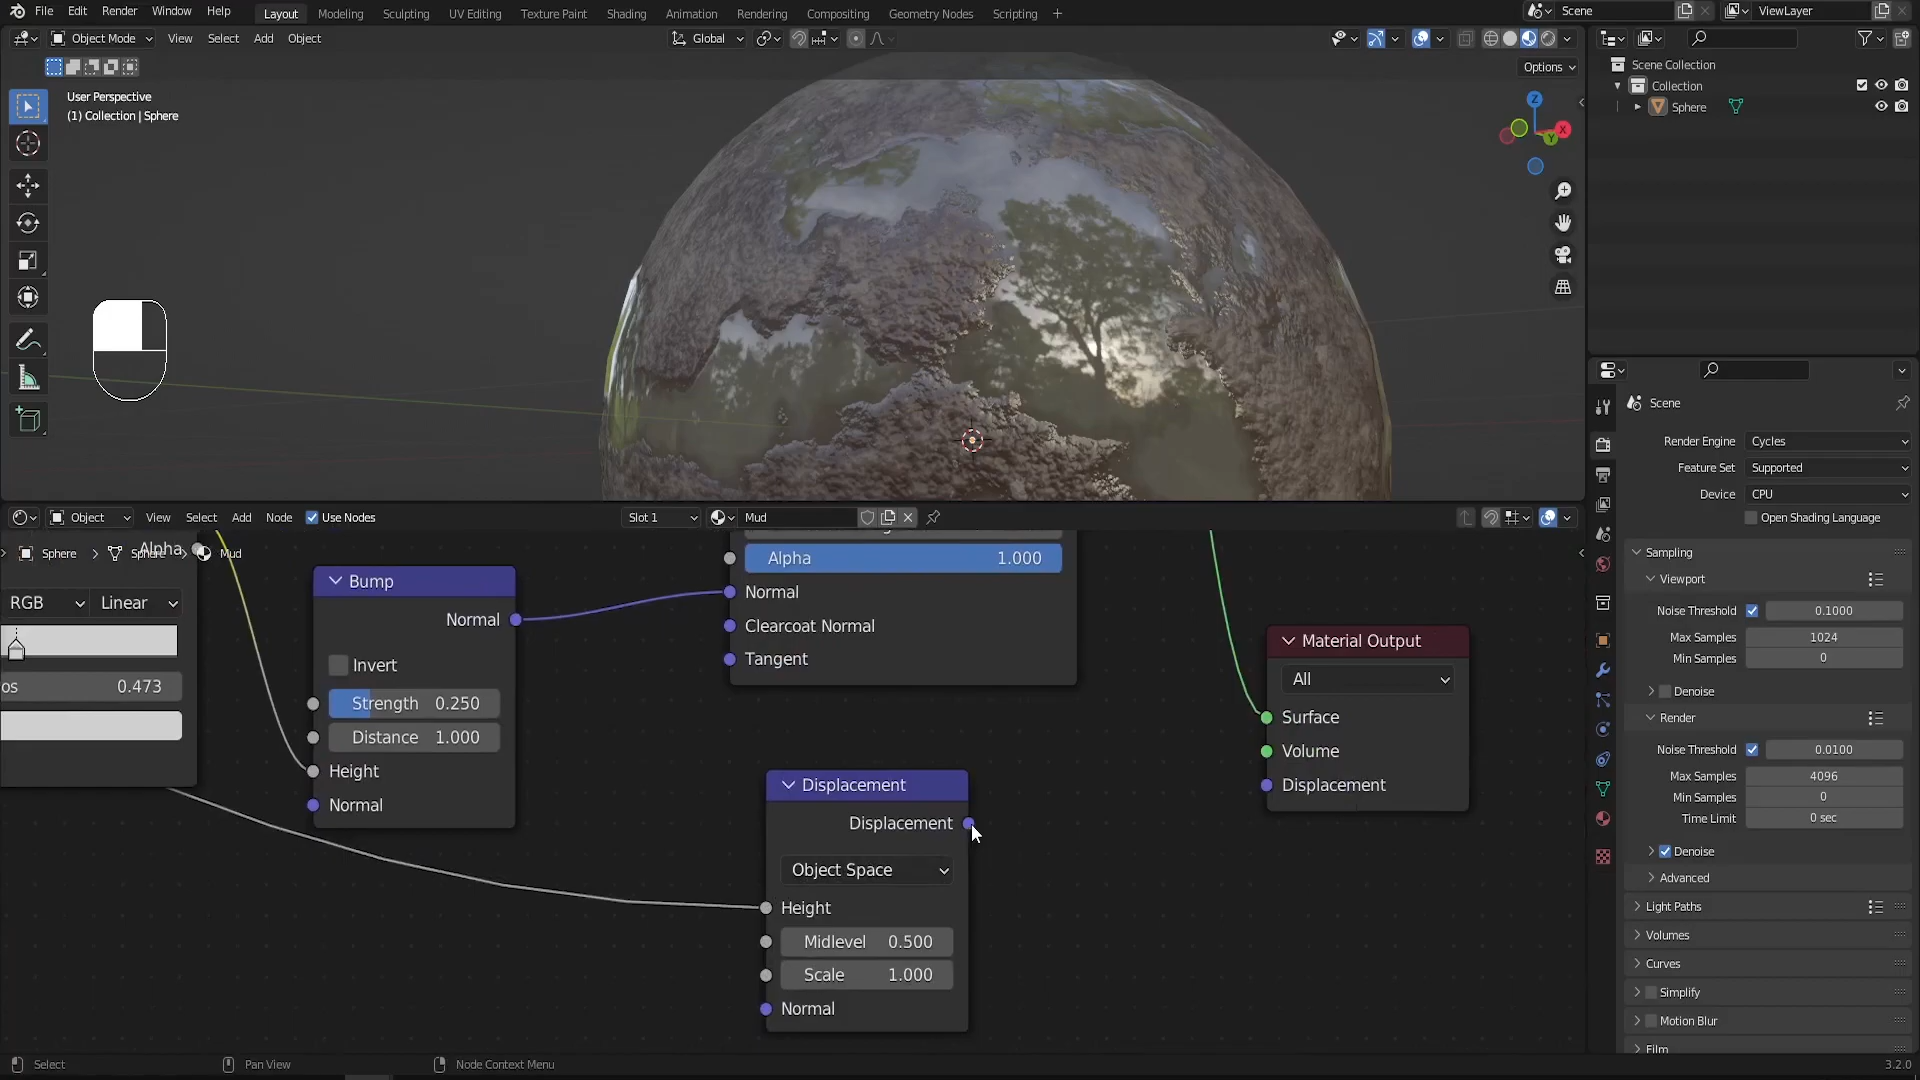 File Edit Render Window Help Layout Modeling Sculpting UV Editing Texture Paint Shading Animation Rendering Compositing Geometry Nodes Scripting + Scene ViewLayer
Object Mode View Select Add Object Global
Options
User Perspective
(1) Collection | Sphere
Z
X
Y
Scene Collection
Collection
Sphere
Scene
Render Engine Cycles
Feature Set Supported
Device CPU
Open Shading Language
Sampling
Viewport
Noise Threshold 0.1000
Max Samples 1024
Min Samples 0
Denoise
Render
Noise Threshold 0.0100
Max Samples 4096
Min Samples 0
Time Limit 0 sec
Denoise
Advanced
Light Paths
Volumes
Curves
Simplify
Motion Blur
Film
Object View Select Add Node Use Nodes Slot 1 Mud
Sphere Sphere Mud
Alpha
RGB Linear
os 0.473
Bump
Normal
Invert
Strength 0.250
Distance 1.000
Height
Normal
Alpha 1.000
Normal
Clearcoat Normal
Tangent
Displacement
Displacement
Object Space
Height
Midlevel 0.500
Scale 1.000
Normal
Material Output
All
Surface
Volume
Displacement
Select Pan View Node Context Menu 3.2.0